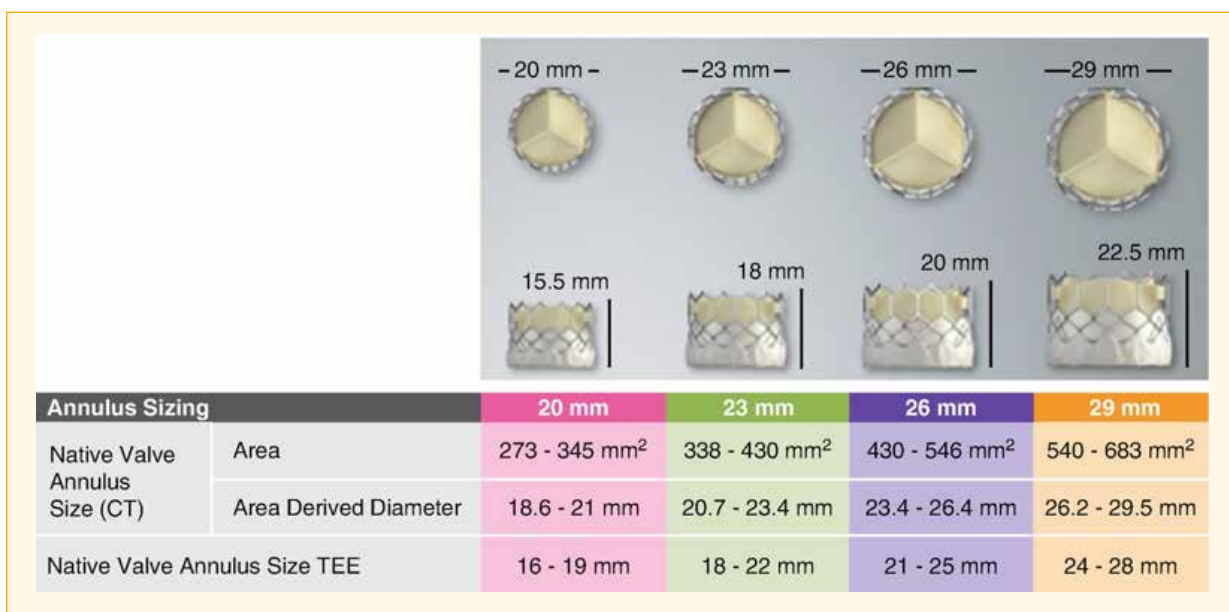 - 20 mm - — 23 mm — — 26 mm — — 29 mm —
15.5 mm 18 mm 20 mm 22.5 mm
Annulus Sizing 20 mm 23 mm 26 mm 29 mm
Native Valve Annulus Size (CT) Area 273 - 345 mm² 338 - 430 mm² 430 - 546 mm² 540 - 683 mm²
Area Derived Diameter 18.6 - 21 mm 20.7 - 23.4 mm 23.4 - 26.4 mm 26.2 - 29.5 mm
Native Valve Annulus Size TEE 16 - 19 mm 18 - 22 mm 21 - 25 mm 24 - 28 mm